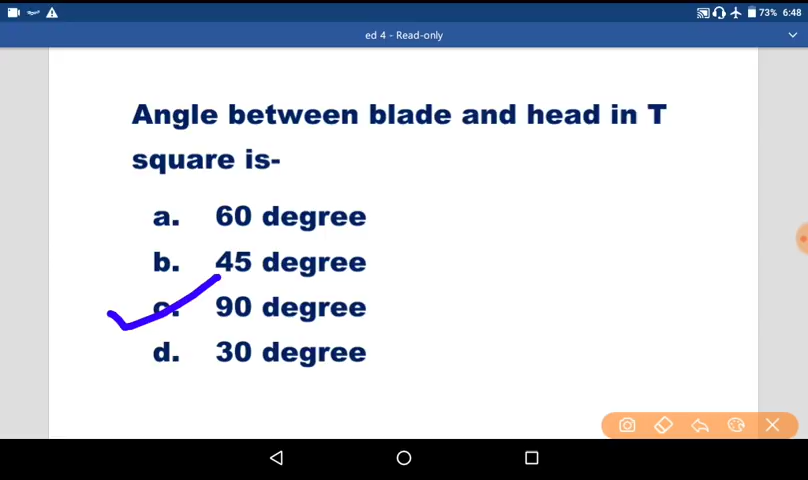 73% 6:48
ed 4 - Read-only
Angle between blade and head in T
square is-
a. 60 degree
b. 45 degree
c. 90 degree
d. 30 degree